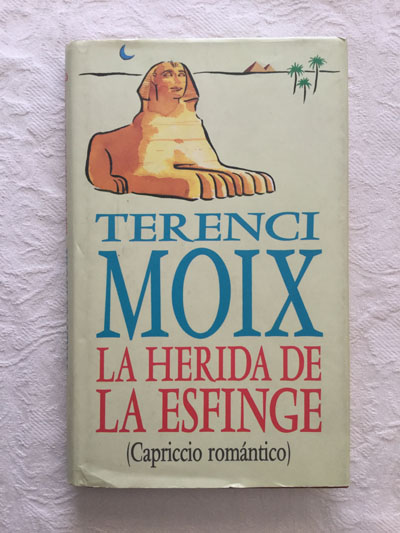 TERENCI
MOIX
LA HERIDA DE
LA ESFINGE
(Capriccio romántico)